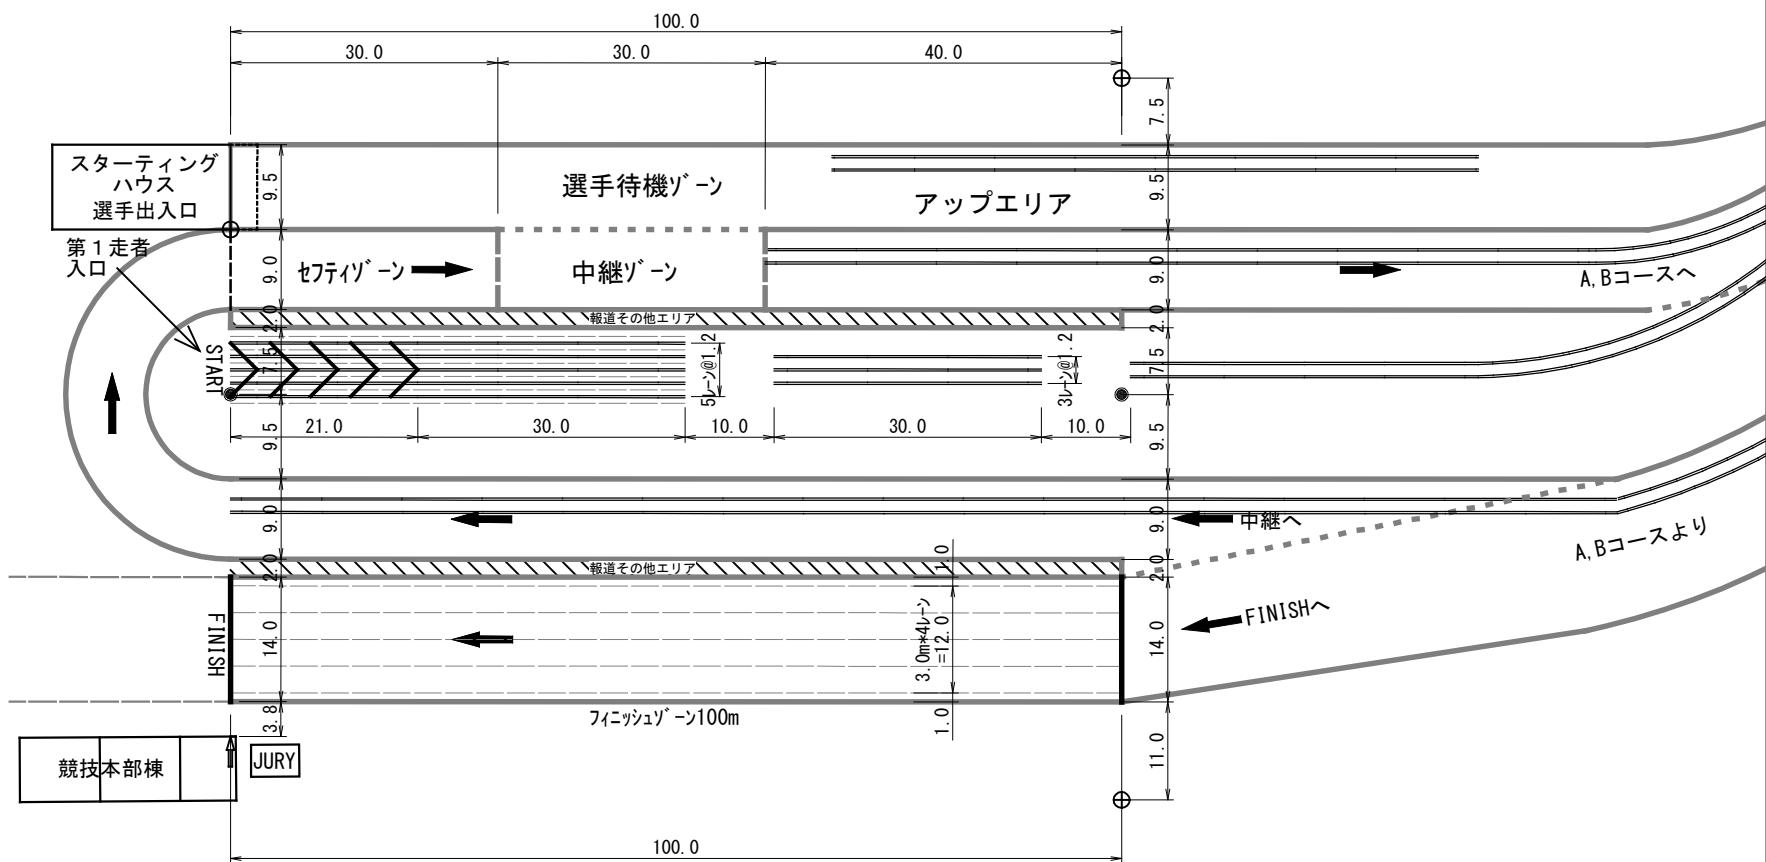 100.0
30.0
30.0
40.0
7.5
スターティング
ハウス
選手出入口
9.5
選手待機ｿﾞｰﾝ
アップエリア
9.5
第１走者
入口
9.0
ｾﾌﾃｨｿﾞｰﾝ
中継ｿﾞｰﾝ
9.0
A,Bコースへ
2.0
報道その他エリア
2.0
START
7.5
5ﾚｰﾝ@1.2
3ﾚｰﾝ@1.2
7.5
21.0
30.0
10.0
30.0
10.0
9.5
9.5
9.0
9.0
中継へ
A,Bコースより
2.0
報道その他エリア
1.0
2.0
FINISH
14.0
3.0m*4ﾚｰﾝ
=12.0
14.0
FINISHへ
3.8
ﾌｨﾆｯｼｭｿﾞｰﾝ100m
1.0
11.0
競技本部棟
JURY
100.0